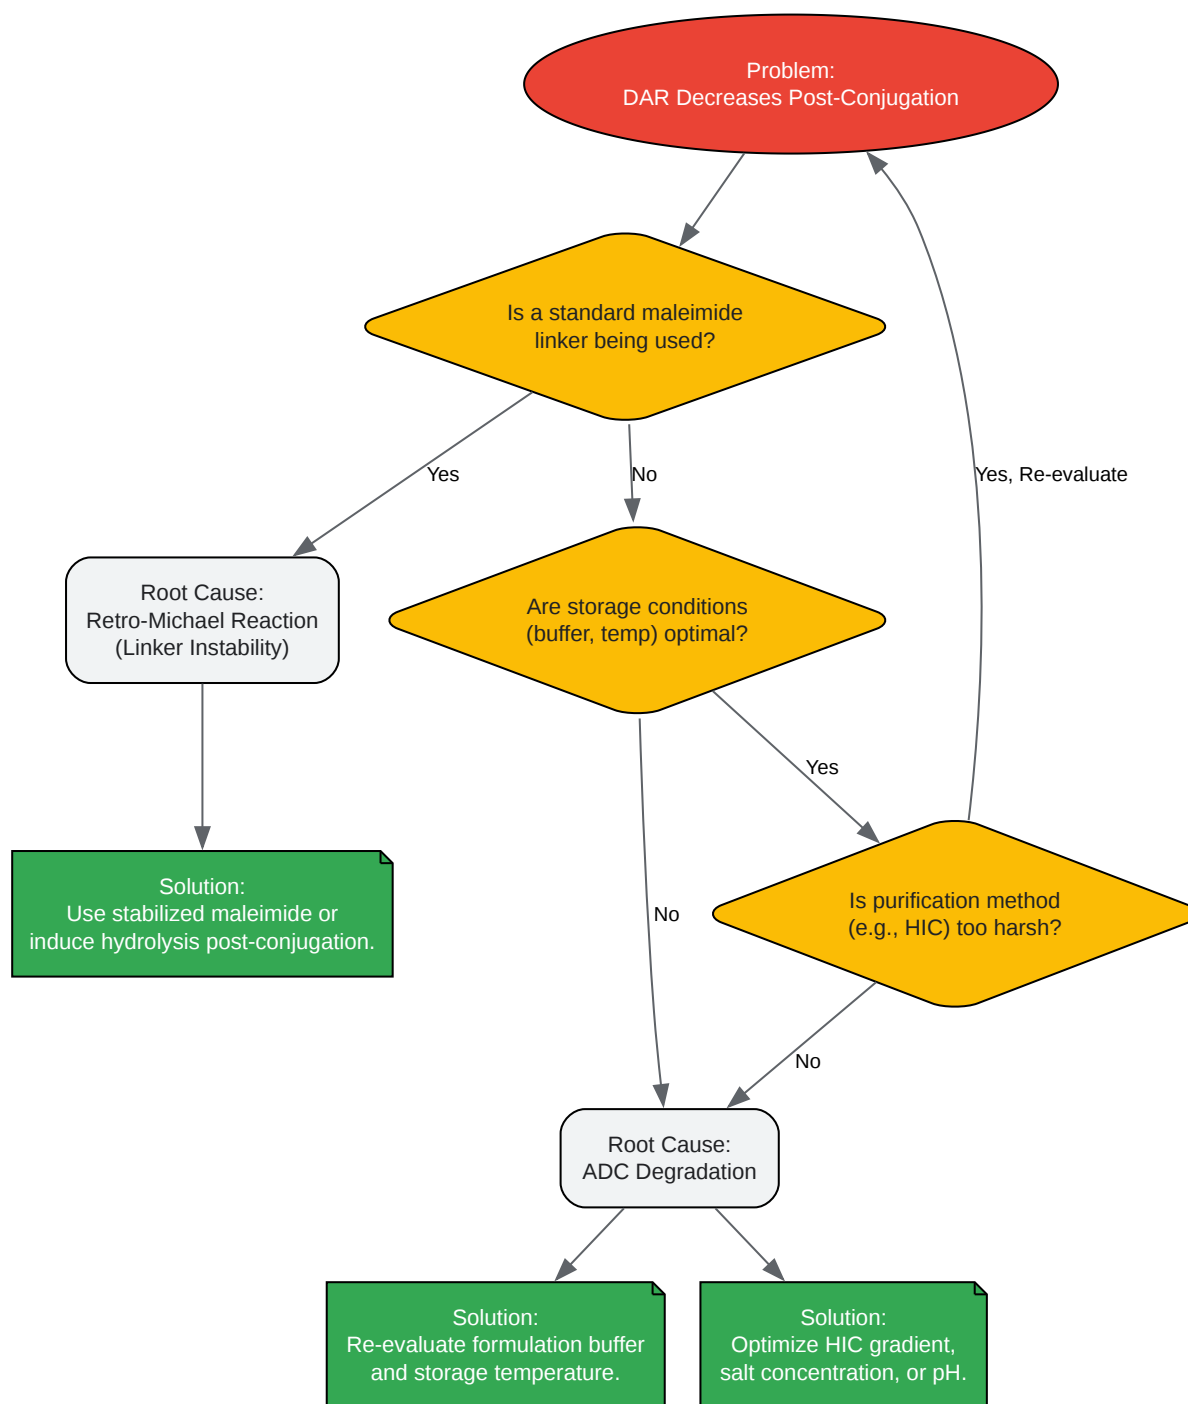 Problem:
DAR Decreases Post-Conjugation
Is a standard maleimide
linker being used?
Yes
No
Yes, Re-evaluate
Root Cause:
Retro-Michael Reaction
(Linker Instability)
Are storage conditions
(buffer, temp) optimal?
Yes
Solution:
Use stabilized maleimide or
induce hydrolysis post-conjugation.
No
Is purification method
(e.g., HIC) too harsh?
No
Root Cause:
ADC Degradation
Solution:
Re-evaluate formulation buffer
and storage temperature.
Solution:
Optimize HIC gradient,
salt concentration, or pH.